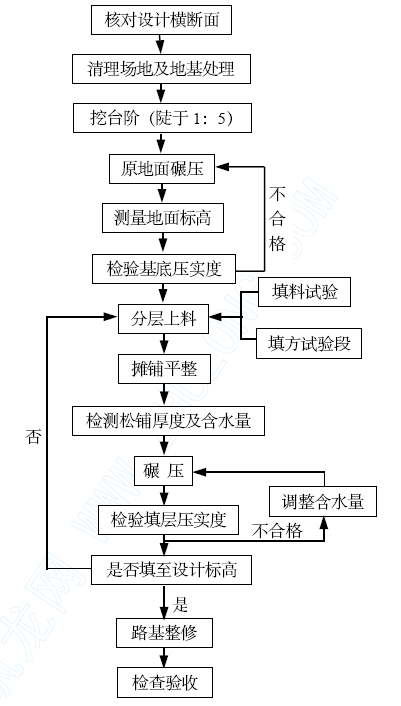 核对设计横断面
清理场地及地基处理
挖台阶（陡于1：5）
原地面碾压
不合格
测量地面标高
检验基底压实度
填料试验
分层上料
填方试验段
摊铺平整
否
检测松铺厚度及含水量
碾 压
调整含水量
检验填层压实度
不合格
是否填至设计标高
是
路基整修
检查验收